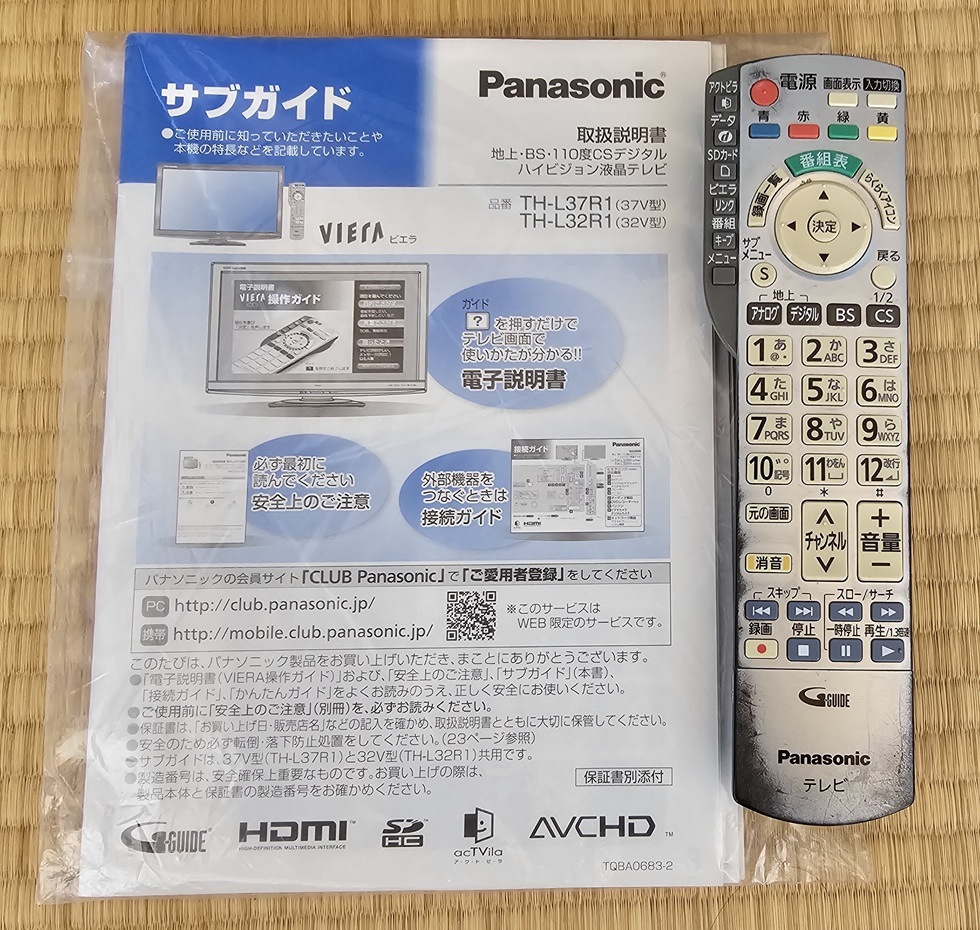 サブガイド
●ご使用前に知っていただきたいことや
本機の特長などを記載しています。
Panasonic®
取扱説明書
地上・BS・110度CSデジタル
ハイビジョン液晶テレビ
品番 TH-L37R1(37V型)
TH-L32R1(32V型)
VIERA ビエラ
電子説明書
VIERA 操作ガイド
ガイド
? を押すだけで
テレビ画面で
使いかたが分かる!!
電子説明書
必ず最初に
読んでください
安全上のご注意
外部機器を
つなぐときは
接続ガイド
接続ガイド
Panasonic
HDMI
パナソニックの会員サイト「CLUB Panasonic」で「ご愛用者登録」をしてください
PC http://club.panasonic.jp/
携帯 http://mobile.club.panasonic.jp/
※このサービスは
WEB 限定のサービスです。
このたびは、パナソニック製品をお買い上げいただき、まことにありがとうございます。
●「電子説明書(VIERA操作ガイド)」および、「安全上のご注意」、「サブガイド」(本書)、
「接続ガイド」、「かんたんガイド」をよくお読みのうえ、正しく安全にお使いください。
●ご使用前に「安全上のご注意」(別冊)を、必ずお読みください。
●保証書は、「お買い上げ日・販売店名」などの記入を確かめ、取扱説明書とともに大切に保管してください。
●安全のため必ず転倒・落下防止処置をしてください。(23ページ参照)
●サブガイドは、37V型(TH-L37R1)と32V型(TH-L32R1)共用です。
●製造番号は、安全確保上重要なものです。お買い上げの際は、
製品本体と保証書の製造番号をお確かめください。
保証書別添付
G-GUIDE®
HDMI™
HIGH-DEFINITION MULTIMEDIA INTERFACE
SD HC
acTVila
アクトビラ
AVCHD™
TQBA0683-2
アクトビラ
データ
d
SDカード
ビエラ
リンク
番組
キープ
メニュー
電源 画面表示 入力切換
青 赤 緑 黄
番組表
録画一覧
らくらくアイコン
決定
サブ
メニュー
S
戻る
1/2
地上
アナログ デジタル BS CS
1 あ @. 2 か ABC 3 さ DEF
4 た GHI 5 な JKL 6 は MNO
7 ま PQRS 8 や TUV 9 ら WXYZ
10 ゛゜ 記号 11 わをん 12 改行
0 * #
元の画面
チャンネル
+ 音量 −
消音
スキップ スロー/サーチ
録画 停止 一時停止 再生/1.3倍速
G-GUIDE
Panasonic
テレビ